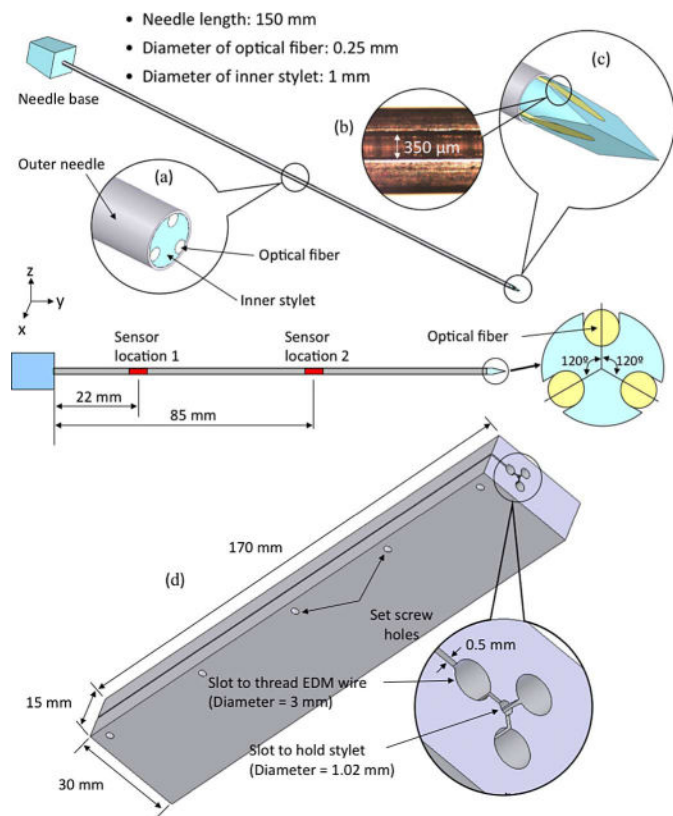 • Needle length: 150 mm
• Diameter of optical fiber: 0.25 mm
• Diameter of inner stylet: 1 mm
Needle base
(c)
(b)
350 µm
Outer needle
(a)
Optical fiber
Inner stylet
z
y
x
Sensor
location 1
Sensor
location 2
Optical fiber
120º
120º
22 mm
85 mm
170 mm
(d)
Set screw
holes
0.5 mm
15 mm
Slot to thread EDM wire
(Diameter = 3 mm)
Slot to hold stylet
(Diameter = 1.02 mm)
30 mm